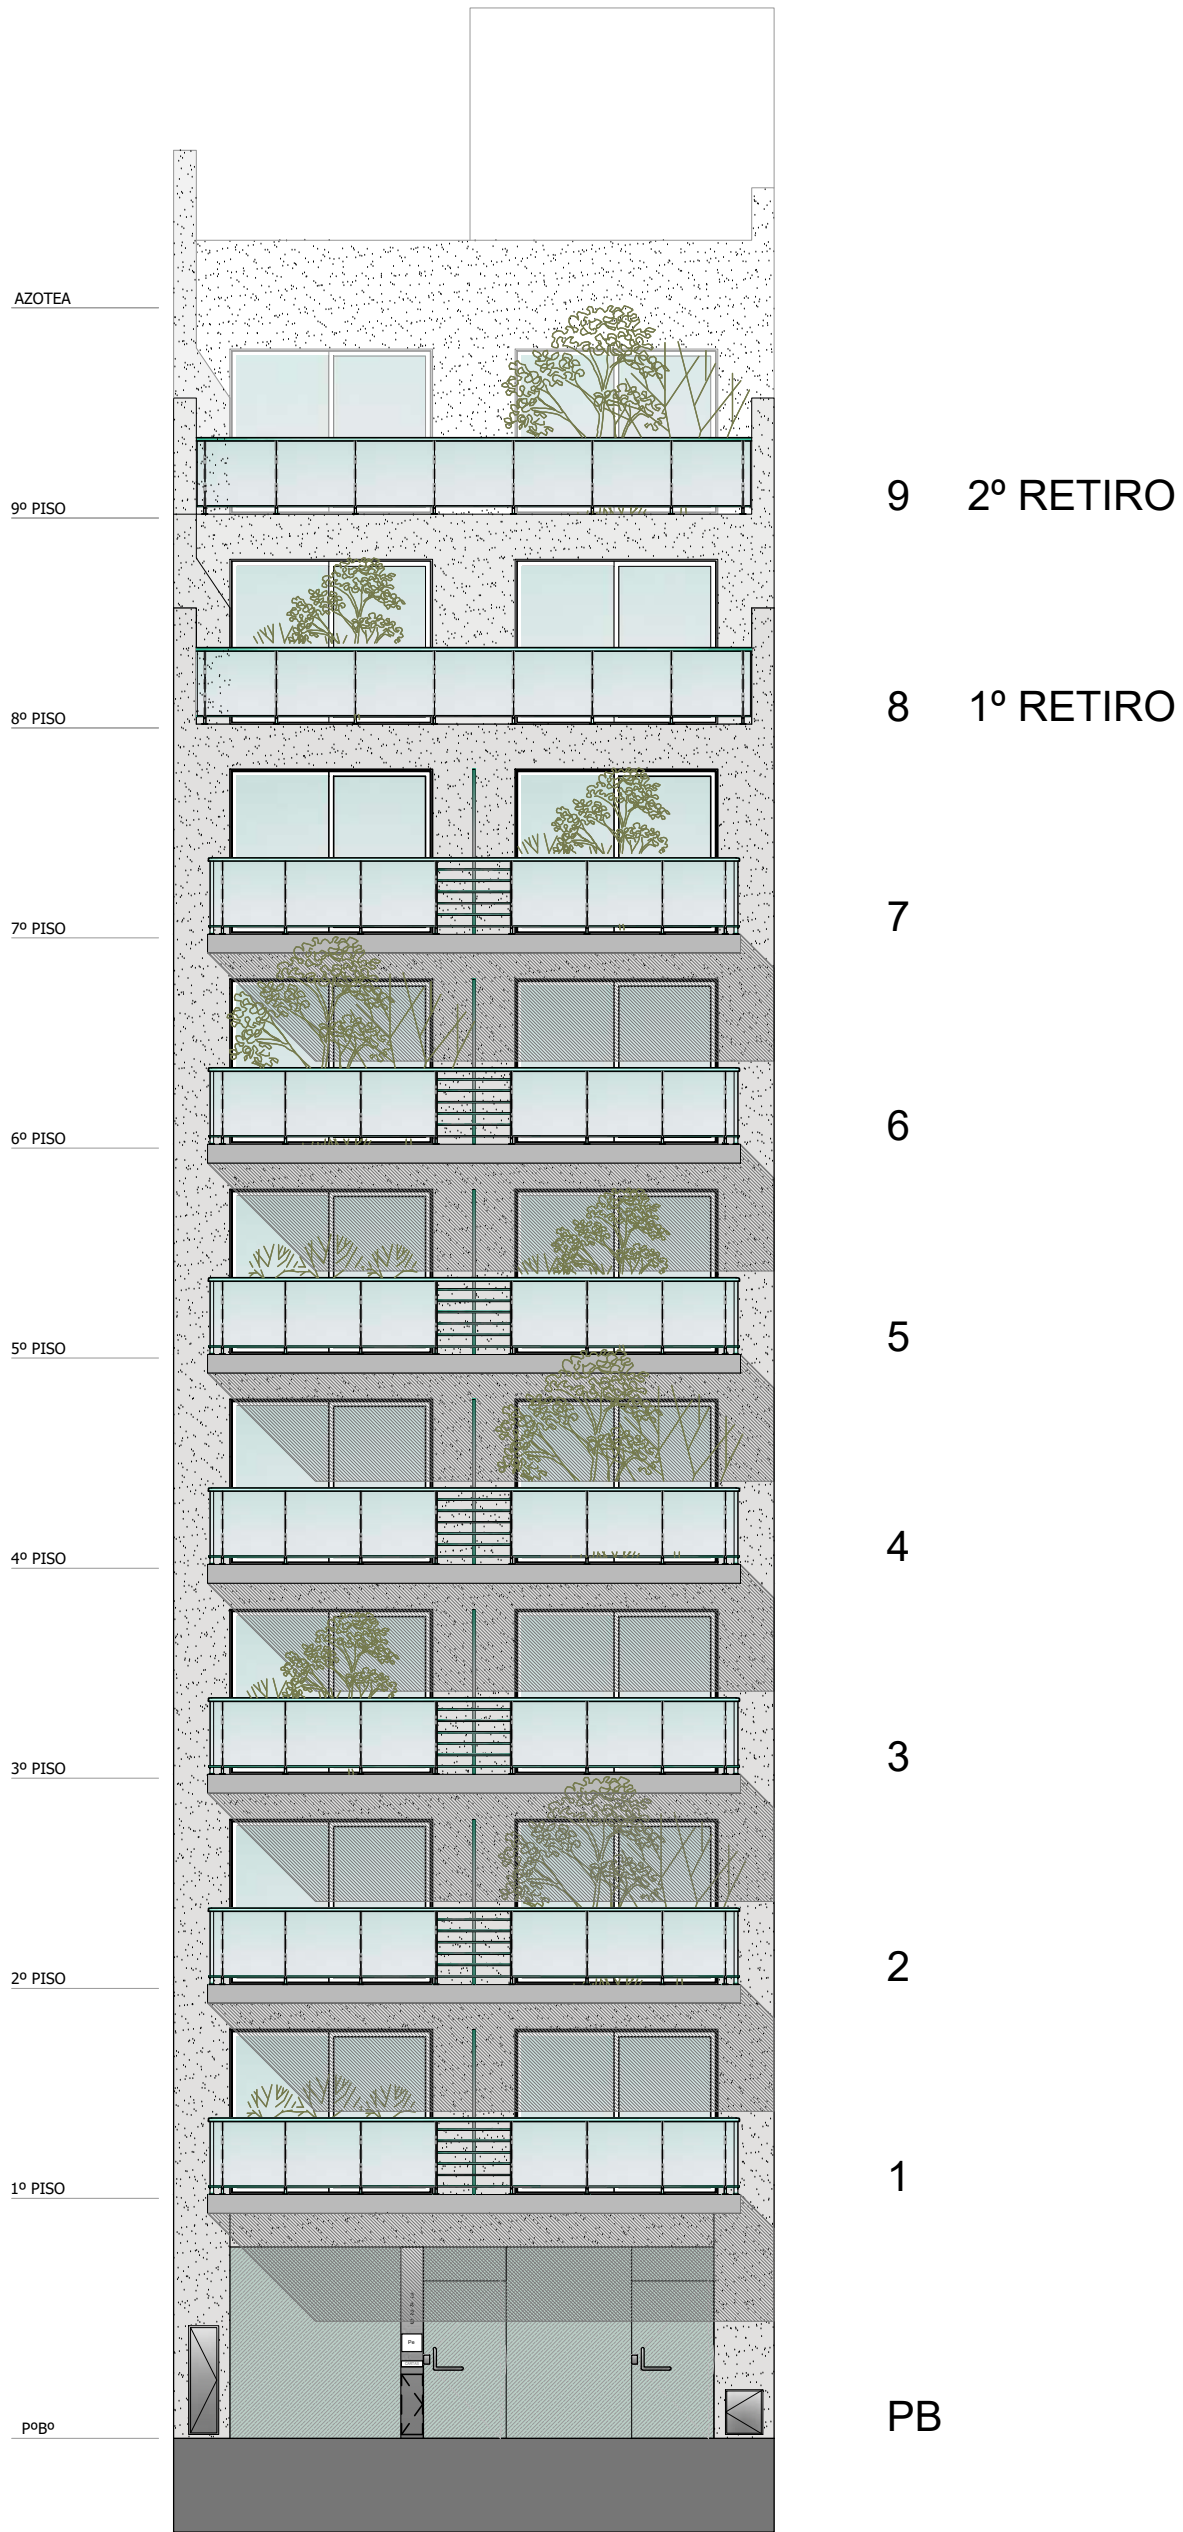 AZOTEA
9º PISO
9 2º RETIRO
8º PISO
8 1º RETIRO
7º PISO
7
6º PISO
6
5º PISO
5
4º PISO
4
3º PISO
3
2º PISO
2
1º PISO
1
PºBº
PB